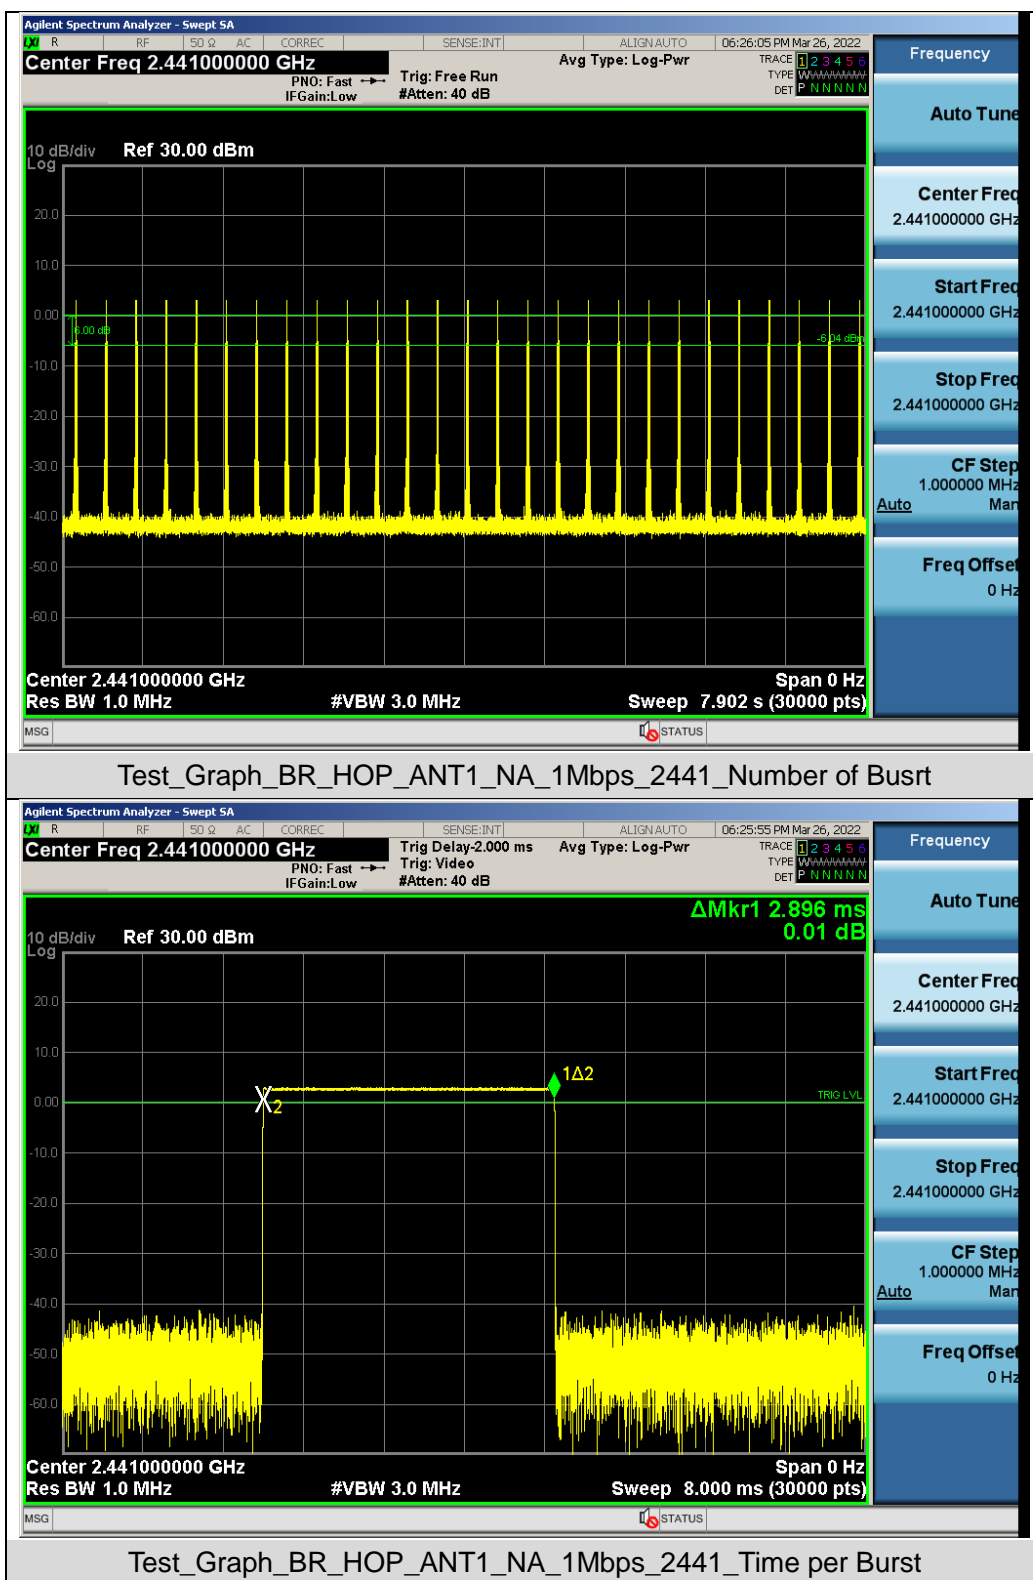 Agilent Spectrum Analyzer - Swept SA
LXI R RF 50 Ω AC CORREC SENSE:INT ALIGN AUTO 06:26:05 PM Mar 26, 2022
Center Freq 2.441000000 GHz
PNO: Fast
IFGain:Low
Trig: Free Run
#Atten: 40 dB
Avg Type: Log-Pwr
TRACE 1 2 3 4 5 6
TYPE W
DET P N N N N N
Frequency
Auto Tune
10 dB/div Ref 30.00 dBm
Log
Center Freq
2.441000000 GHz
20.0
10.0
Start Freq
2.441000000 GHz
0.00
6.00 dB
-6.04 dBm
-10.0
Stop Freq
2.441000000 GHz
-20.0
-30.0
CF Step
1.000000 MHz
Auto Man
-40.0
-50.0
Freq Offset
0 Hz
-60.0
Center 2.441000000 GHz Span 0 Hz
Res BW 1.0 MHz #VBW 3.0 MHz Sweep 7.902 s (30000 pts)
MSG STATUS
Test_Graph_BR_HOP_ANT1_NA_1Mbps_2441_Number of Busrt
Agilent Spectrum Analyzer - Swept SA
LXI R RF 50 Ω AC CORREC SENSE:INT ALIGN AUTO 06:25:55 PM Mar 26, 2022
Center Freq 2.441000000 GHz
PNO: Fast
IFGain:Low
Trig Delay-2.000 ms
Trig: Video
#Atten: 40 dB
Avg Type: Log-Pwr
TRACE 1 2 3 4 5 6
TYPE W
DET P N N N N N
Frequency
Auto Tune
ΔMkr1 2.896 ms
0.01 dB
10 dB/div Ref 30.00 dBm
Log
Center Freq
2.441000000 GHz
20.0
10.0
Start Freq
2.441000000 GHz
1Δ2
X2
TRIG LVL
0.00
-10.0
Stop Freq
2.441000000 GHz
-20.0
-30.0
CF Step
1.000000 MHz
Auto Man
-40.0
-50.0
Freq Offset
0 Hz
-60.0
Center 2.441000000 GHz Span 0 Hz
Res BW 1.0 MHz #VBW 3.0 MHz Sweep 8.000 ms (30000 pts)
MSG STATUS
Test_Graph_BR_HOP_ANT1_NA_1Mbps_2441_Time per Burst